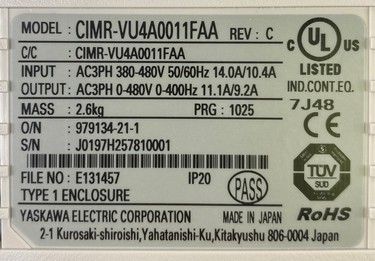 MODEL CIMR-VU4A0011FAA REV: C
C/C: CIMR-VU4A0011FAA
INPUT: AC3PH 380-480V 50/60Hz 14.0A/10.4A
OUTPUT: AC3PH 0-480V 0-400Hz 11.1A/9.2A
MASS : 2.6kg PRG : 1025
O/N : 979134-21-1
S/N : J0197H257810001
FILE NO : E131457 IP20
TYPE 1 ENCLOSURE
PASS
YASKAWA ELECTRIC CORPORATION MADE IN JAPAN
2-1 Kurosaki-shiroishi,Yahatanishi-Ku,Kitakyushu 806-0004 Japan
C UL US
LISTED
IND.CONT.EQ.
7J48
CE
TÜV
SÜD
RoHS